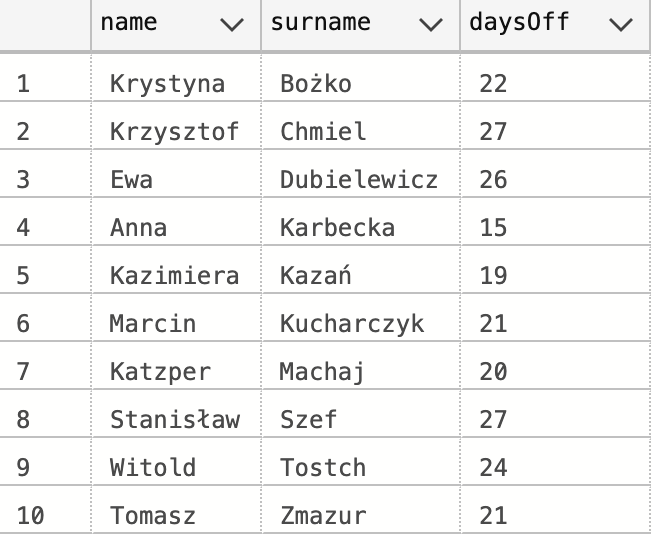 name surname daysOff
1 Krystyna Bożko 22
2 Krzysztof Chmiel 27
3 Ewa Dubielewicz 26
4 Anna Karbecka 15
5 Kazimiera Kazań 19
6 Marcin Kucharczyk 21
7 Katzper Machaj 20
8 Stanisław Szef 27
9 Witold Tostch 24
10 Tomasz Zmazur 21